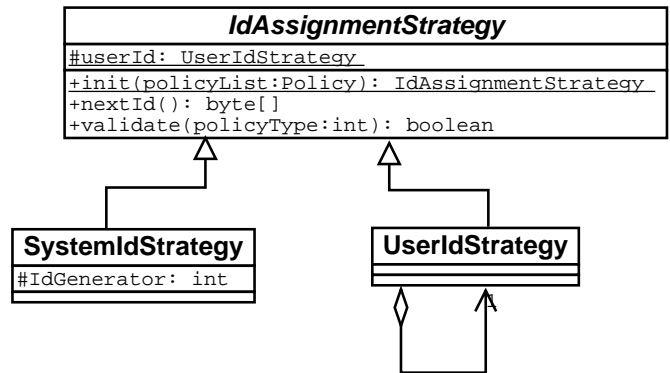 IdAssignmentStrategy
#userId: UserIdStrategy
+init(policyList:Policy): IdAssignmentStrategy
+nextId(): byte[]
+validate(policyType:int): boolean
SystemIdStrategy
#IdGenerator: int
UserIdStrategy
1